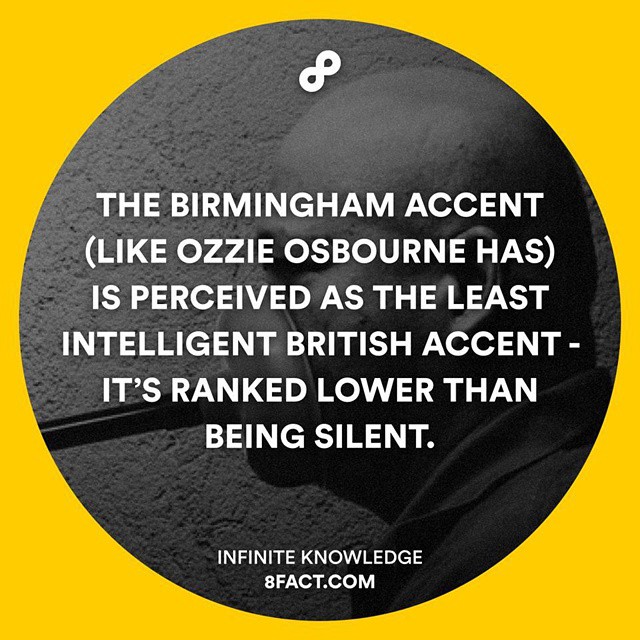 THE BIRMINGHAM ACCENT
(LIKE OZZIE OSBOURNE HAS)
IS PERCEIVED AS THE LEAST
INTELLIGENT BRITISH ACCENT -
IT'S RANKED LOWER THAN
BEING SILENT.
INFINITE KNOWLEDGE
8FACT.COM